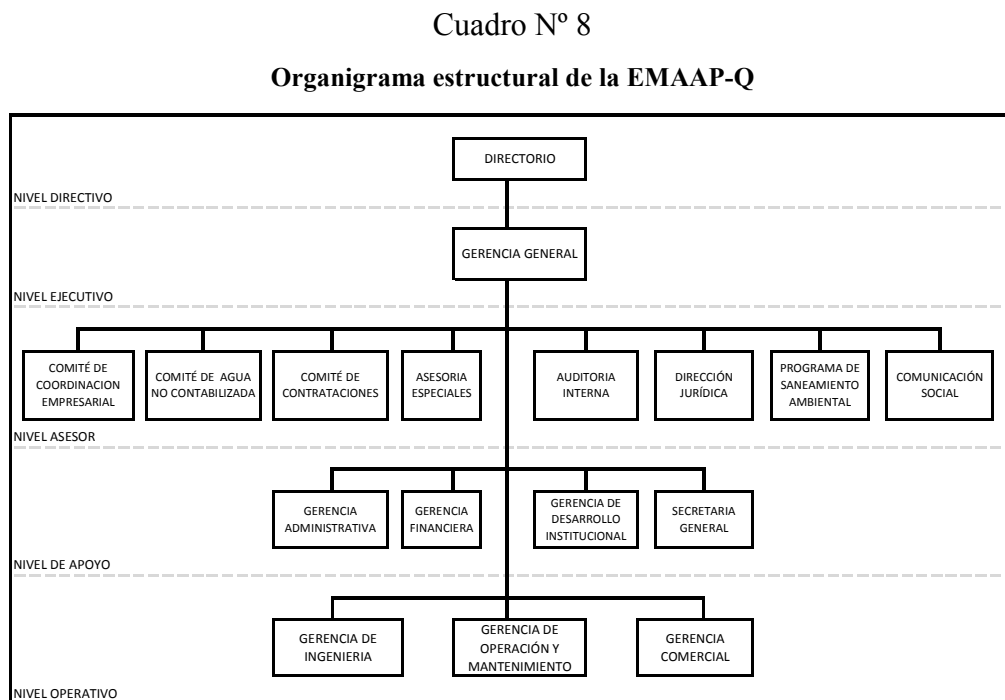 Cuadro Nº 8
Organigrama estructural de la EMAAP-Q
DIRECTORIO
NIVEL DIRECTIVO
GERENCIA GENERAL
NIVEL EJECUTIVO
COMITÉ DE
COORDINACION
EMPRESARIAL
COMITÉ DE AGUA
NO CONTABILIZADA
COMITÉ DE
CONTRATACIONES
ASESORIA
ESPECIALES
AUDITORIA
INTERNA
DIRECCIÓN
JURÍDICA
PROGRAMA DE
SANEAMIENTO
AMBIENTAL
COMUNICACIÓN
SOCIAL
NIVEL ASESOR
GERENCIA
ADMINISTRATIVA
GERENCIA
FINANCIERA
GERENCIA DE
DESARROLLO
INSTITUCIONAL
SECRETARIA
GENERAL
NIVEL DE APOYO
GERENCIA DE
INGENIERIA
GERENCIA DE
OPERACIÓN Y
MANTENIMIENTO
GERENCIA
COMERCIAL
NIVEL OPERATIVO